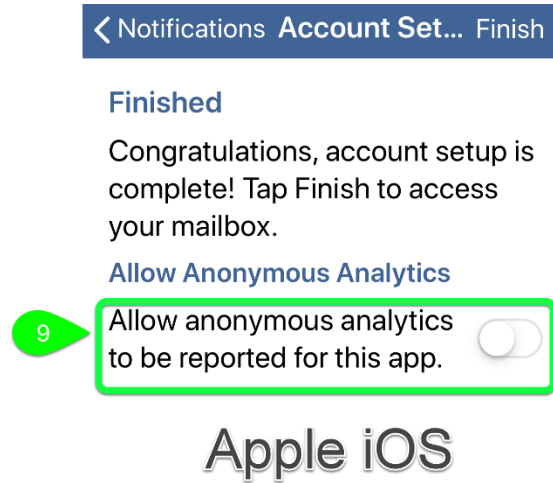 Notifications Account Set... Finish
Finished
Congratulations, account setup is
complete! Tap Finish to access
your mailbox.
Allow Anonymous Analytics
9
Allow anonymous analytics
to be reported for this app.
Apple iOS